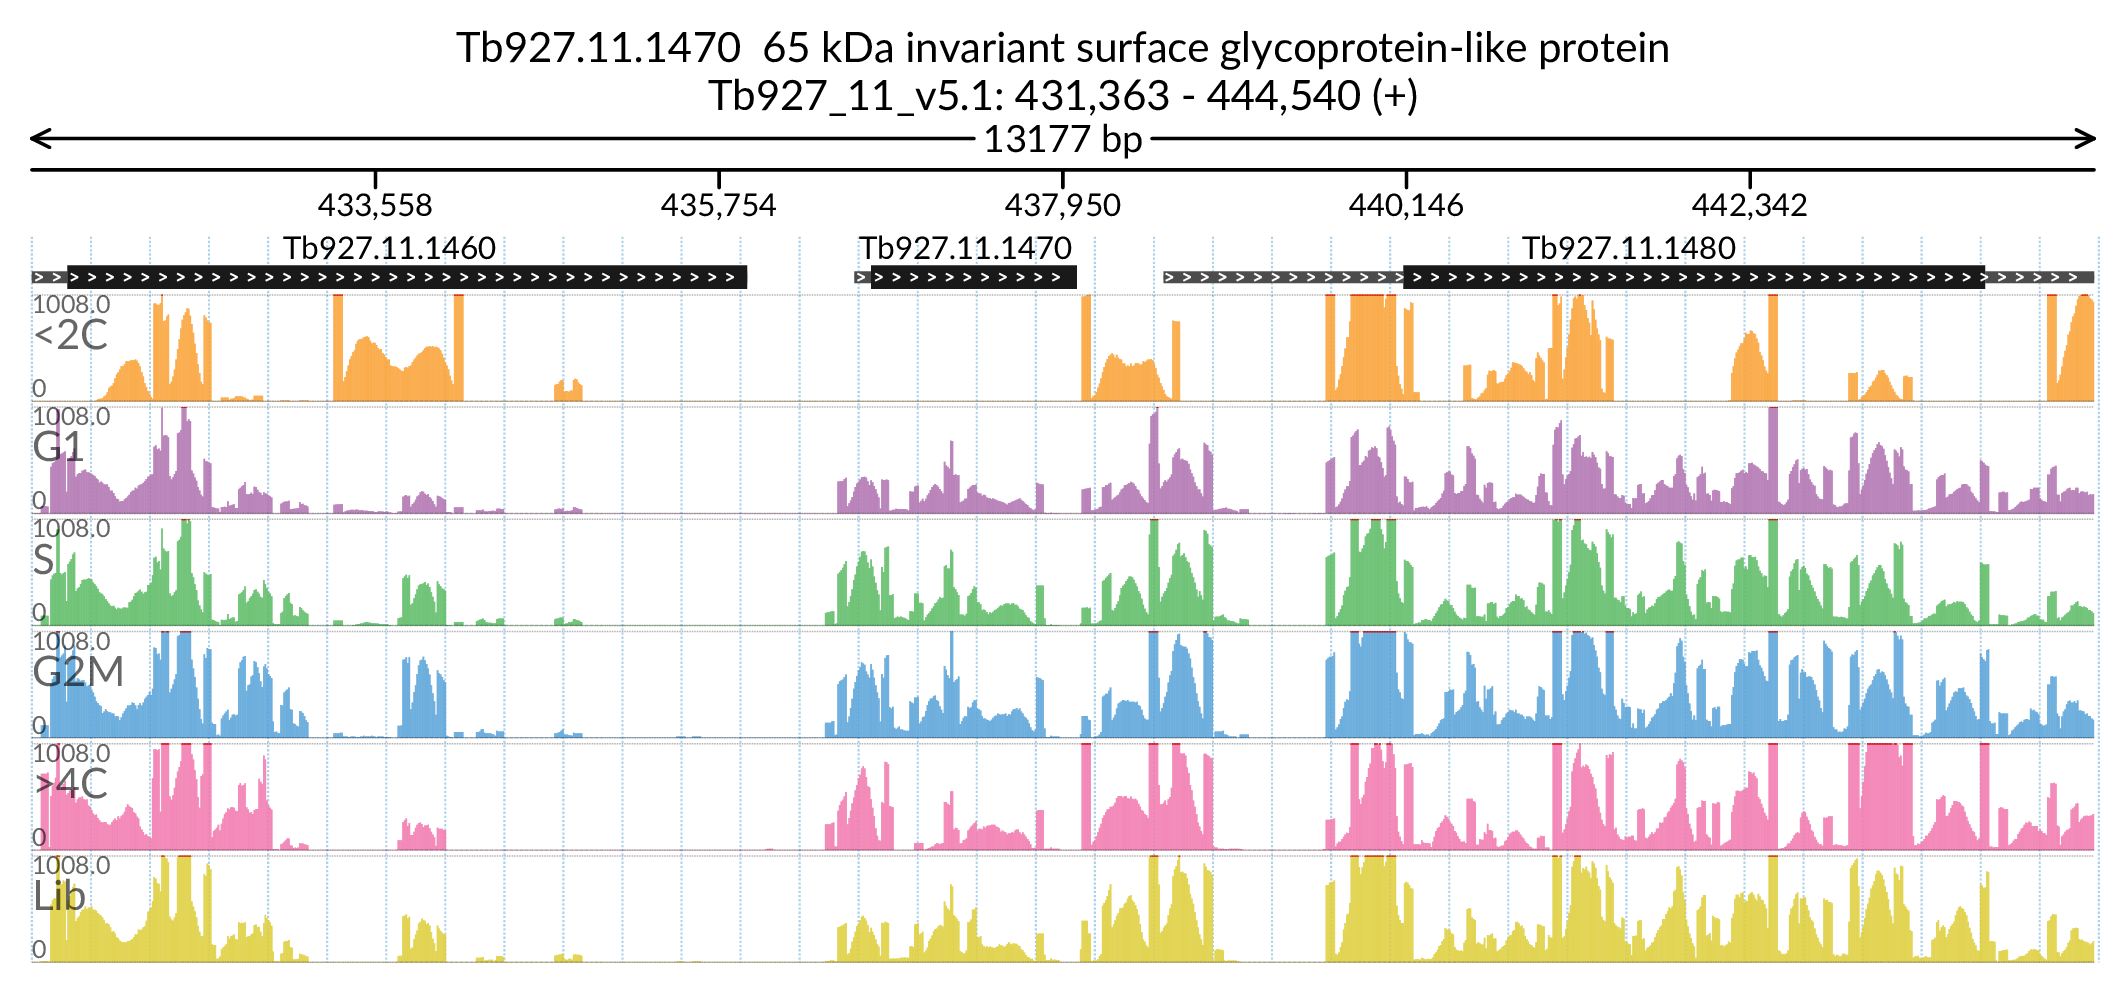 Tb927.11.1470  65 kDa invariant surface glycoprotein-like protein
Tb927_11_v5.1: 431,363 - 444,540 (+)
13177 bp
433,558 435,754 437,950 440,146 442,342
Tb927.11.1460 Tb927.11.1470 Tb927.11.1480
1008.0
<2C
0
1008.0
G1
0
1008.0
S
0
1008.0
G2M
0
1008.0
>4C
0
1008.0
Lib
0